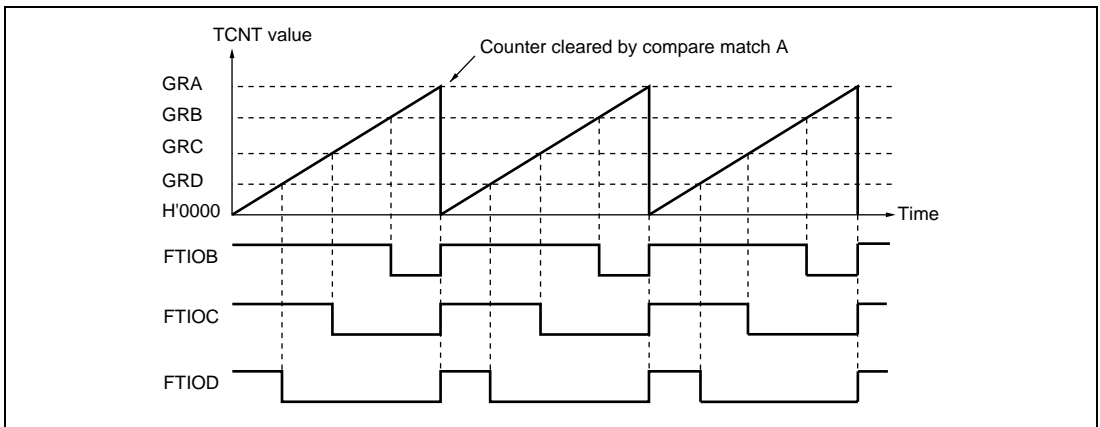 TCNT value
Counter cleared by compare match A
GRA
GRB
GRC
GRD
H'0000
Time
FTIOB
FTIOC
FTIOD